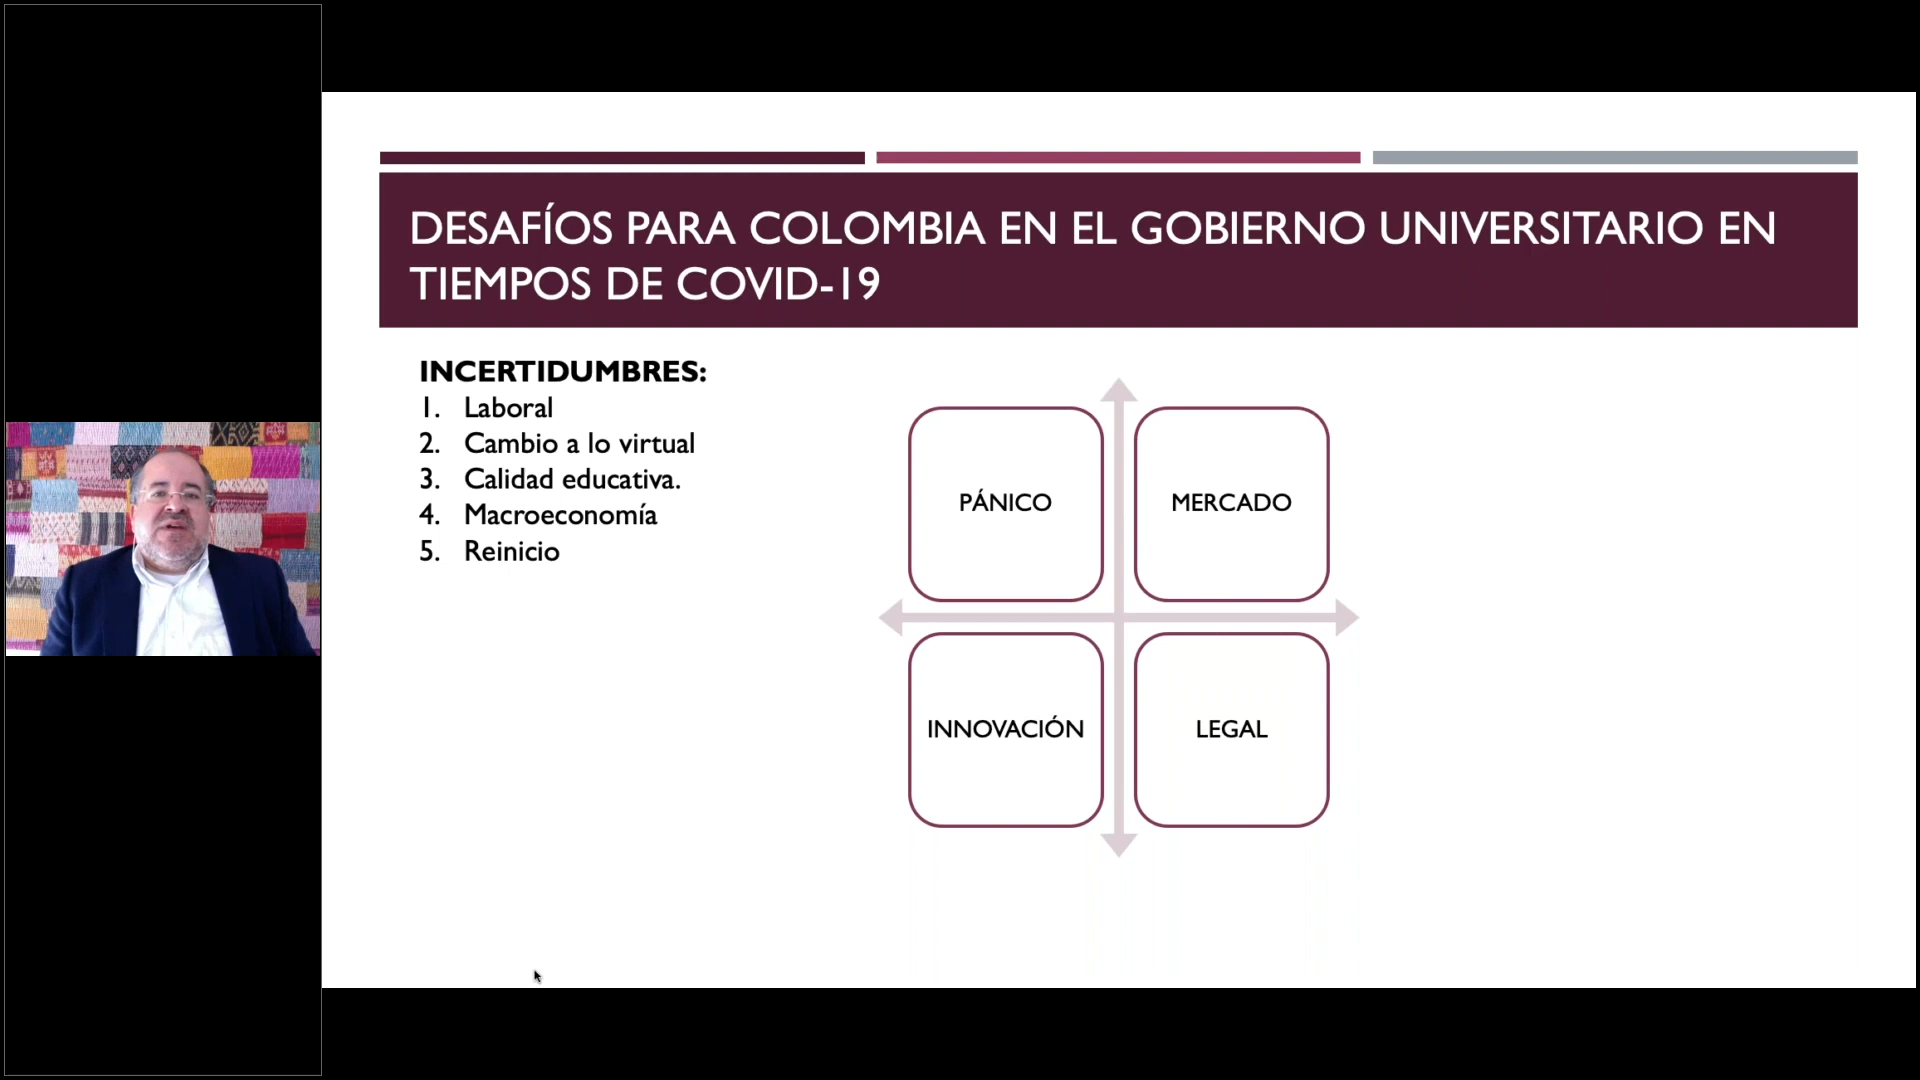 DESAFÍOS PARA COLOMBIA EN EL GOBIERNO UNIVERSITARIO EN
TIEMPOS DE COVID-19
INCERTIDUMBRES:
1. Laboral
2. Cambio a lo virtual
3. Calidad educativa.
4. Macroeconomía
5. Reinicio
PÁNICO
MERCADO
INNOVACIÓN
LEGAL